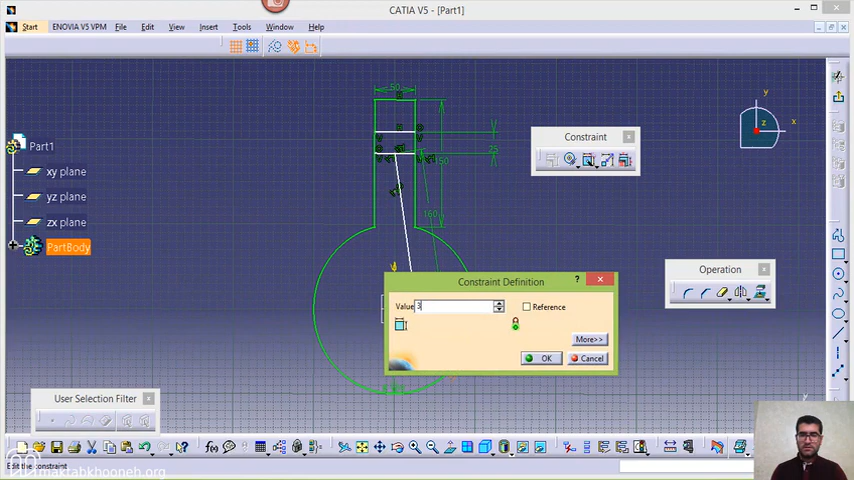 CATIA V5 - [Part1]
Start ENOVIA V5 VPM File Edit View Insert Tools Window Help
50
y
Constraint
x
z
Part1
V
25
xy plane
yz plane
160
zx plane
PartBody
Operation
Constraint Definition ?
Value 3 Reference
More>>
OK Cancel
User Selection Filter
f(x)
Edit the constraint
maktabkhooneh.org